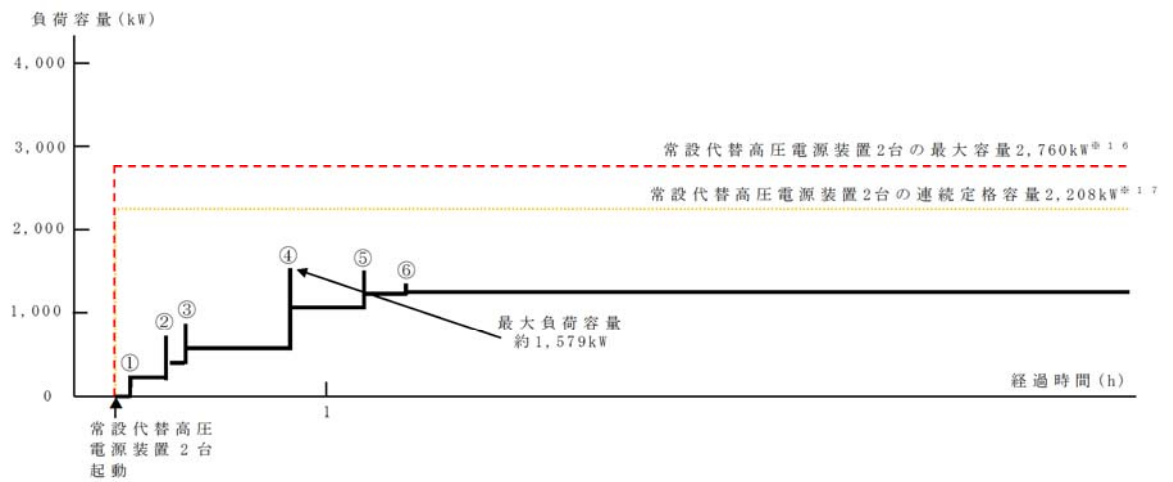 負荷容量(kW)
4,000
3,000
常設代替高圧電源装置2台の最大容量2,760kW※16
常設代替高圧電源装置2台の連続定格容量2,208kW※17
2,000
④
⑤
⑥
1,000
②
③
最大負荷容量
約1,579kW
①
経過時間(h)
0
1
常設代替高圧
電源装置2台
起動